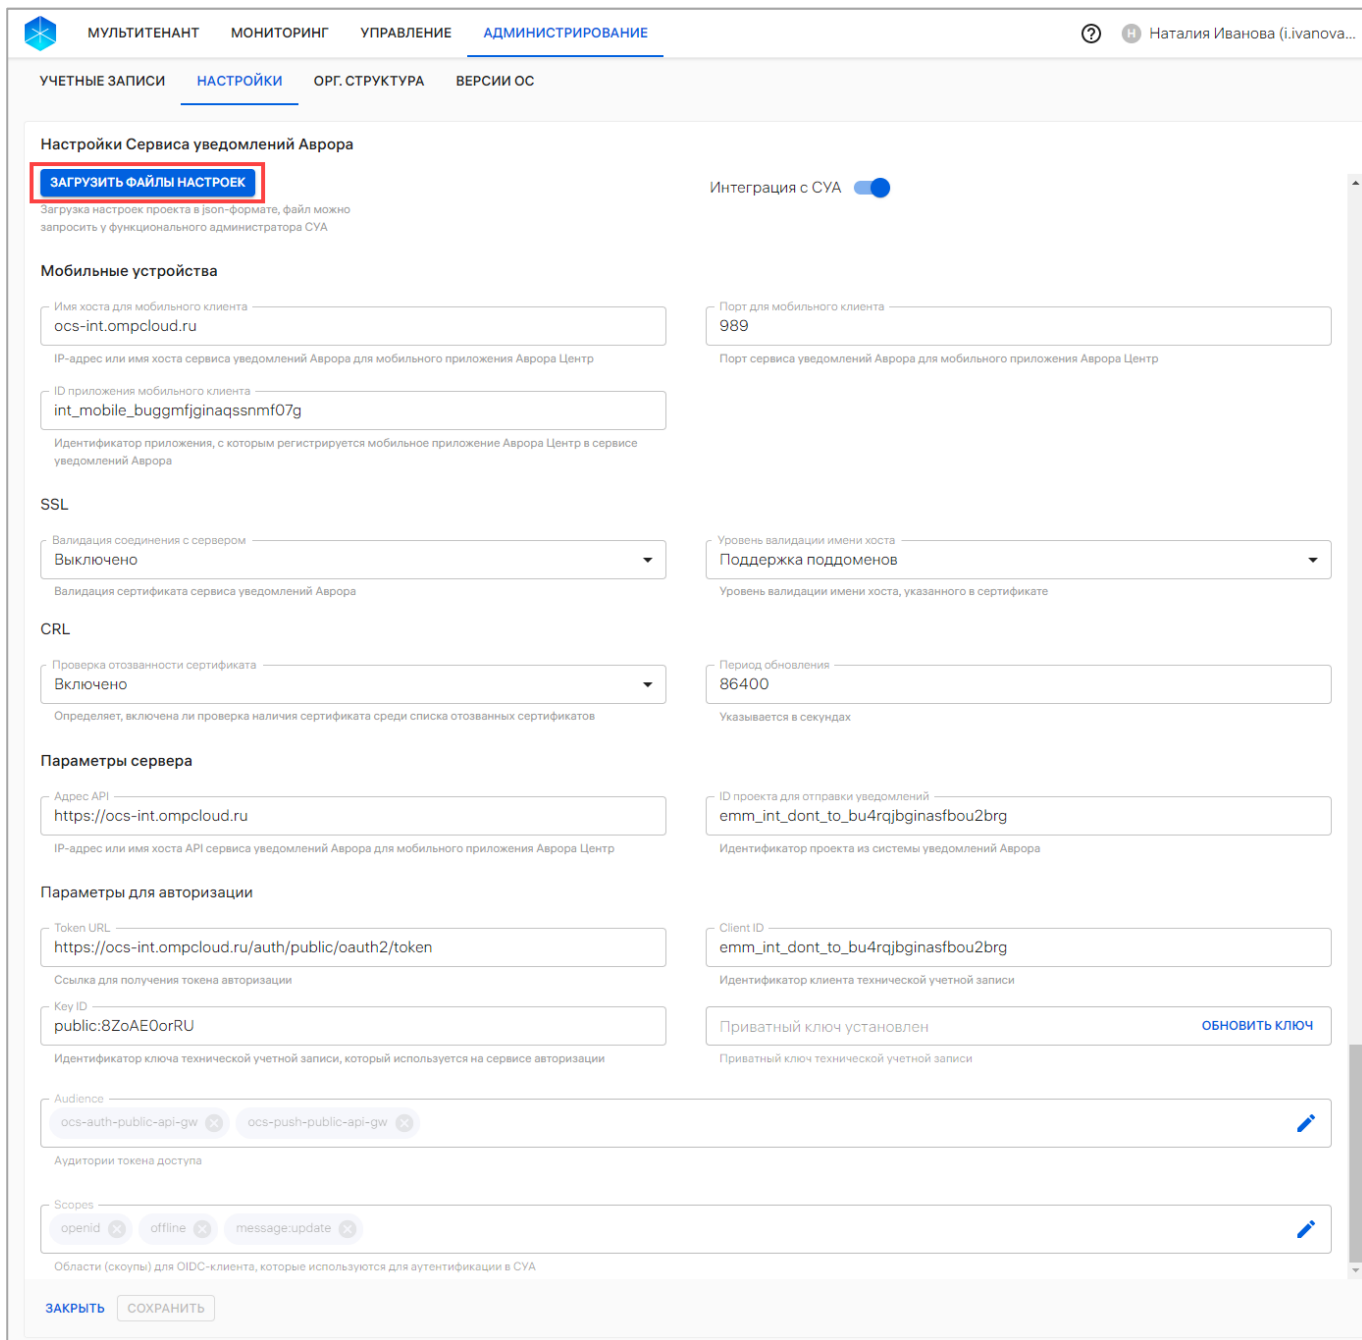 МУЛЬТИТЕНАНТ МОНИТОРИНГ УПРАВЛЕНИЕ АДМИНИСТРИРОВАНИЕ ? Н Наталия Иванова (i.ivanova...
УЧЕТНЫЕ ЗАПИСИ НАСТРОЙКИ ОРГ. СТРУКТУРА ВЕРСИИ ОС
Настройки Сервиса уведомлений Аврора
ЗАГРУЗИТЬ ФАЙЛЫ НАСТРОЕК
Интеграция с СУА
Загрузка настроек проекта в json-формате, файл можно
запросить у функционального администратора СУА
Мобильные устройства
Имя хоста для мобильного клиента Порт для мобильного клиента
ocs-int.ompcloud.ru 989
IP-адрес или имя хоста сервиса уведомлений Аврора для мобильного приложения Аврора Центр Порт сервиса уведомлений Аврора для мобильного приложения Аврора Центр
ID приложения мобильного клиента
int_mobile_buggmfjginaqssnmf07g
Идентификатор приложения, с которым регистрируется мобильное приложение Аврора Центр в сервисе
уведомлений Аврора
SSL
Валидация соединения с сервером Уровень валидации имени хоста
Выключено Поддержка поддоменов
Валидация сертификата сервиса уведомлений Аврора Уровень валидации имени хоста, указанного в сертификате
CRL
Проверка отозванности сертификата Период обновления
Включено 86400
Определяет, включена ли проверка наличия сертификата среди списка отозванных сертификатов Указывается в секундах
Параметры сервера
Адрес API ID проекта для отправки уведомлений
https://ocs-int.ompcloud.ru emm_int_dont_to_bu4rqjbginasfbou2brg
IP-адрес или имя хоста API сервиса уведомлений Аврора для мобильного приложения Аврора Центр Идентификатор проекта из системы уведомлений Аврора
Параметры для авторизации
Token URL Client ID
https://ocs-int.ompcloud.ru/auth/public/oauth2/token emm_int_dont_to_bu4rqjbginasfbou2brg
Ссылка для получения токена авторизации Идентификатор клиента технической учетной записи
Key ID
public:8ZoAE0orRU Приватный ключ установлен ОБНОВИТЬ КЛЮЧ
Идентификатор ключа технической учетной записи, который используется на сервисе авторизации Приватный ключ технической учетной записи
Audience
ocs-auth-public-api-gw ocs-push-public-api-gw
Аудитории токена доступа
Scopes
openid offline message:update
Области (скоупы) для OIDC-клиента, которые используются для аутентификации в СУА
ЗАКРЫТЬ СОХРАНИТЬ